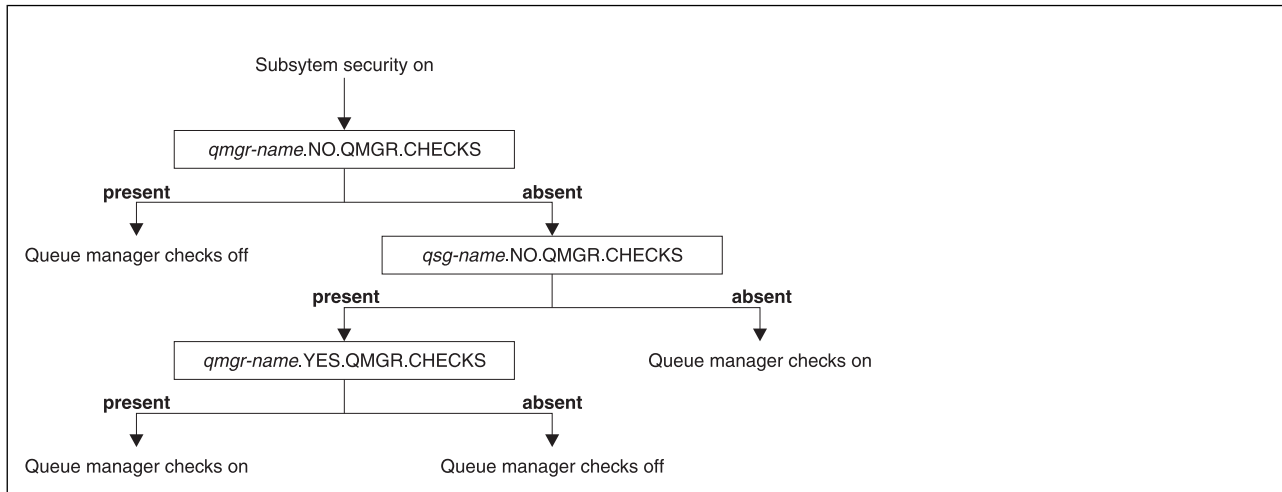 Subsytem security on
qmgr-name.NO.QMGR.CHECKS
present absent
Queue manager checks off
qsg-name.NO.QMGR.CHECKS
present absent
qmgr-name.YES.QMGR.CHECKS
Queue manager checks on
present absent
Queue manager checks on
Queue manager checks off